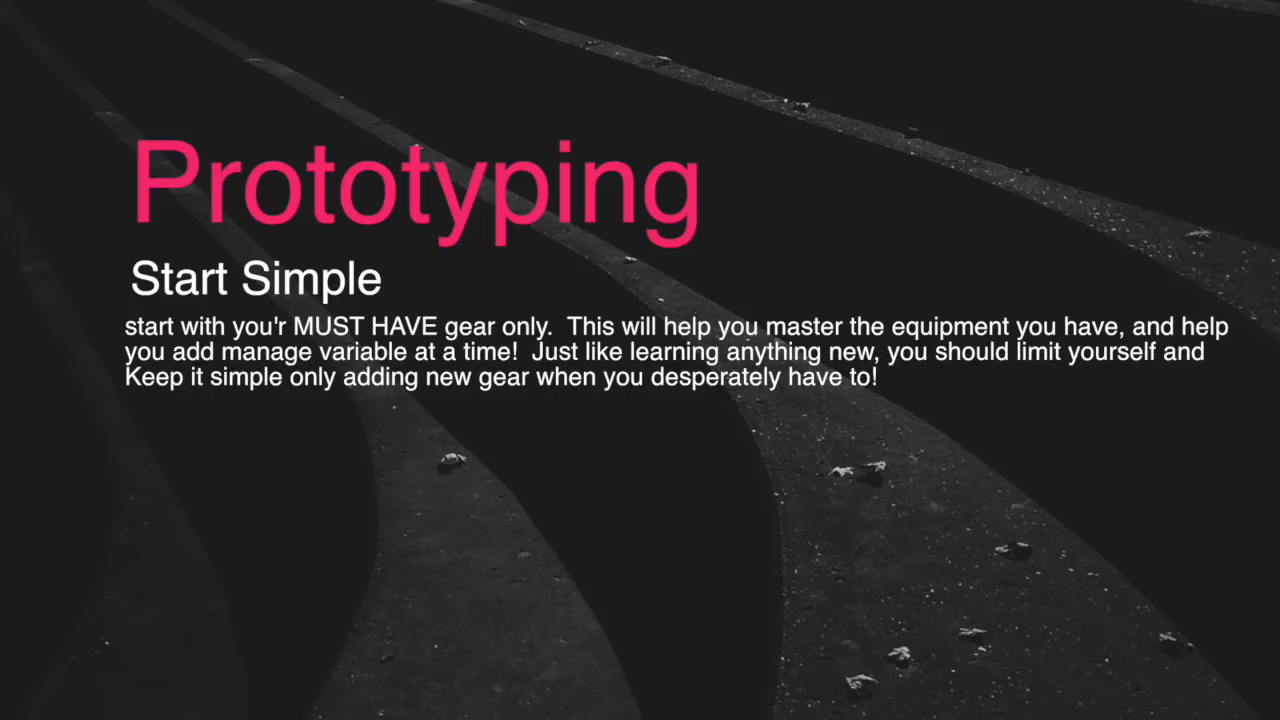 Prototyping
Start Simple
start with you'r MUST HAVE gear only.  This will help you master the equipment you have, and help
you add manage variable at a time!  Just like learning anything new, you should limit yourself and
Keep it simple only adding new gear when you desperately have to!